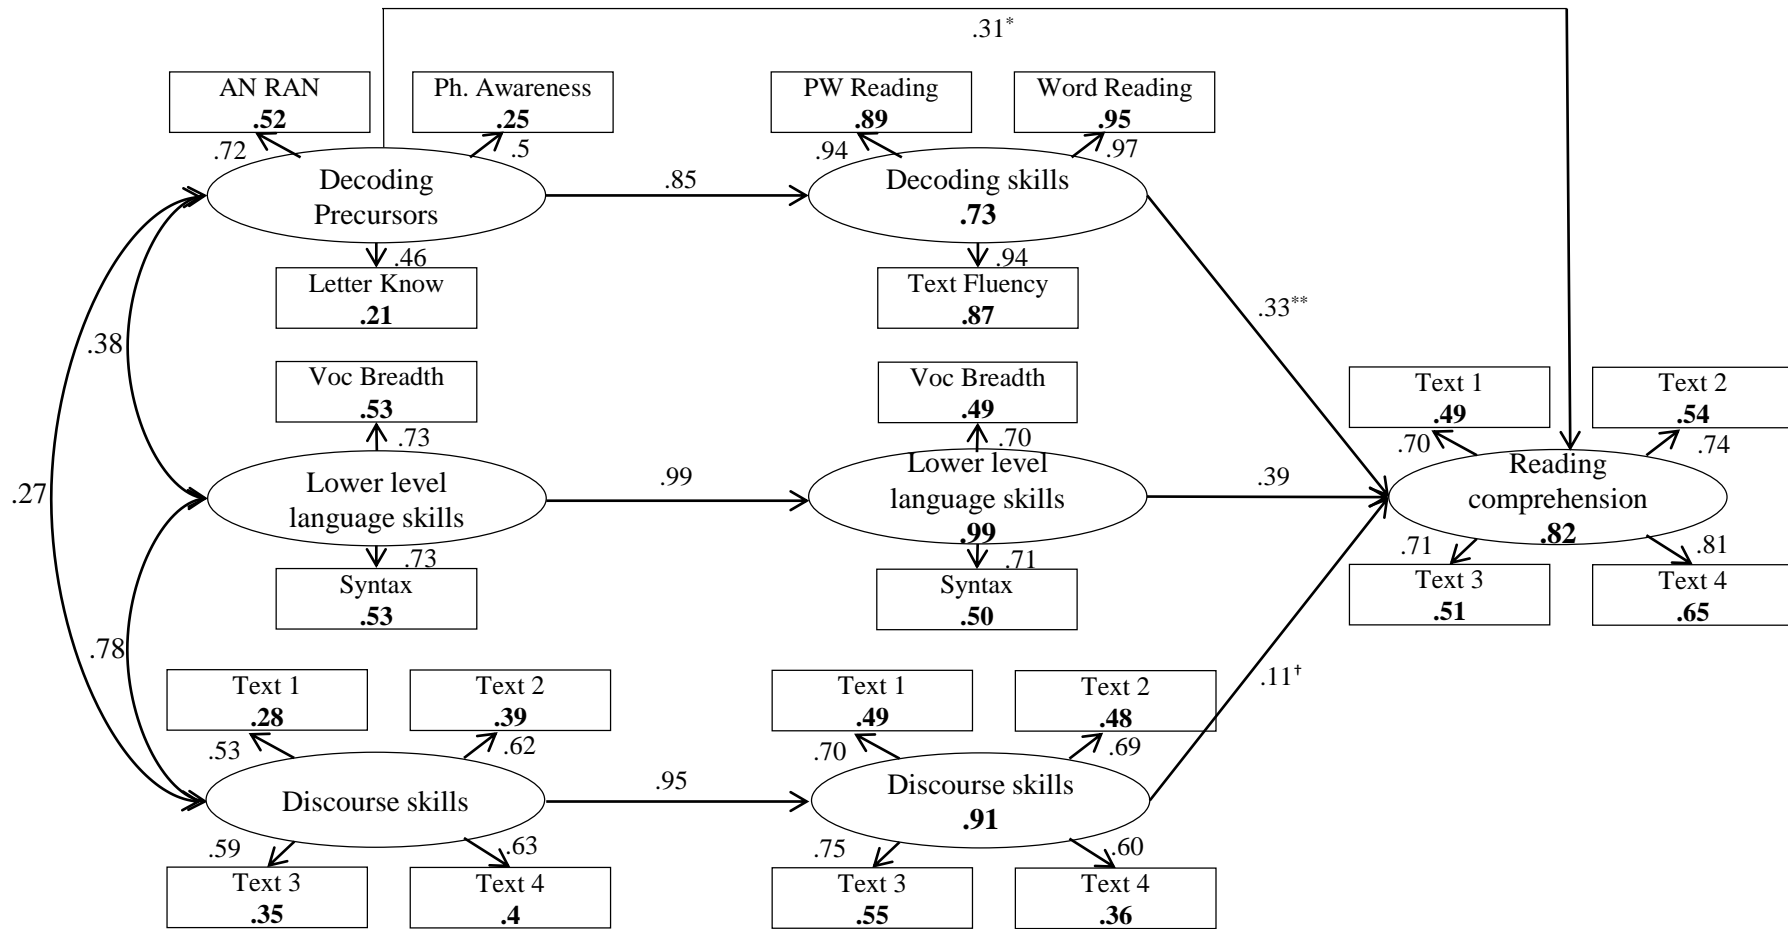 .31*
AN RAN
.52
Ph. Awareness
.25
PW Reading
.89
Word Reading
.95
.72
.5
.94
.97
Decoding
Precursors
.85
Decoding skills
.73
.46
.94
Letter Know
.21
Text Fluency
.87
.33**
.38
Voc Breadth
.53
Voc Breadth
.49
Text 1
.49
Text 2
.54
.73
.70
.70
.74
.27
Lower level
language skills
.99
Lower level
language skills
.99
.39
Reading
comprehension
.82
.73
.71
.71
.81
Syntax
.53
Syntax
.50
Text 3
.51
Text 4
.65
.78
Text 1
.28
Text 2
.39
Text 1
.49
Text 2
.48
.11†
.53
.62
.70
.69
Discourse skills
.95
Discourse skills
.91
.59
.63
.75
.60
Text 3
.35
Text 4
.4
Text 3
.55
Text 4
.36